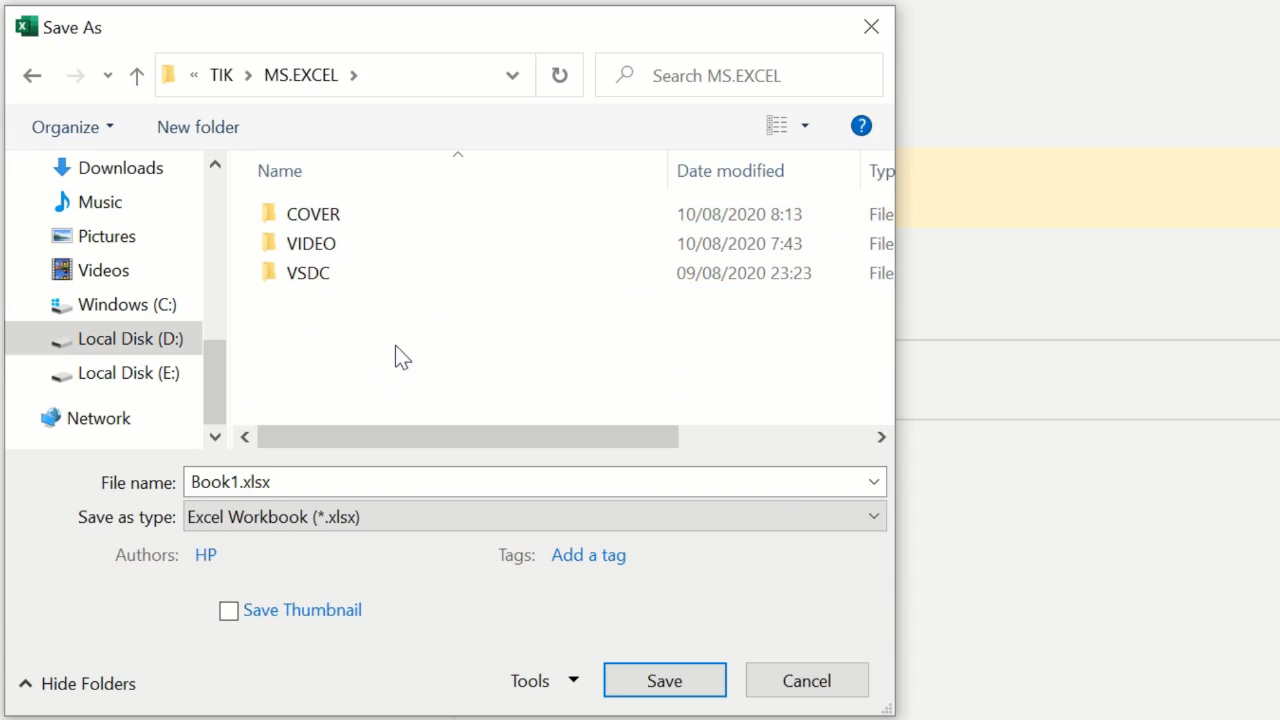 Save As
« TIK > MS.EXCEL >
Search MS.EXCEL
Organize
New folder
?
Downloads
Music
Pictures
Videos
Windows (C:)
Local Disk (D:)
Local Disk (E:)
Network
Name Date modified Typ
COVER 10/08/2020 8:13 File
VIDEO 10/08/2020 7:43 File
VSDC 09/08/2020 23:23 File
File name: Book1.xlsx
Save as type: Excel Workbook (*.xlsx)
Authors: HP Tags: Add a tag
Save Thumbnail
Hide Folders Tools Save Cancel